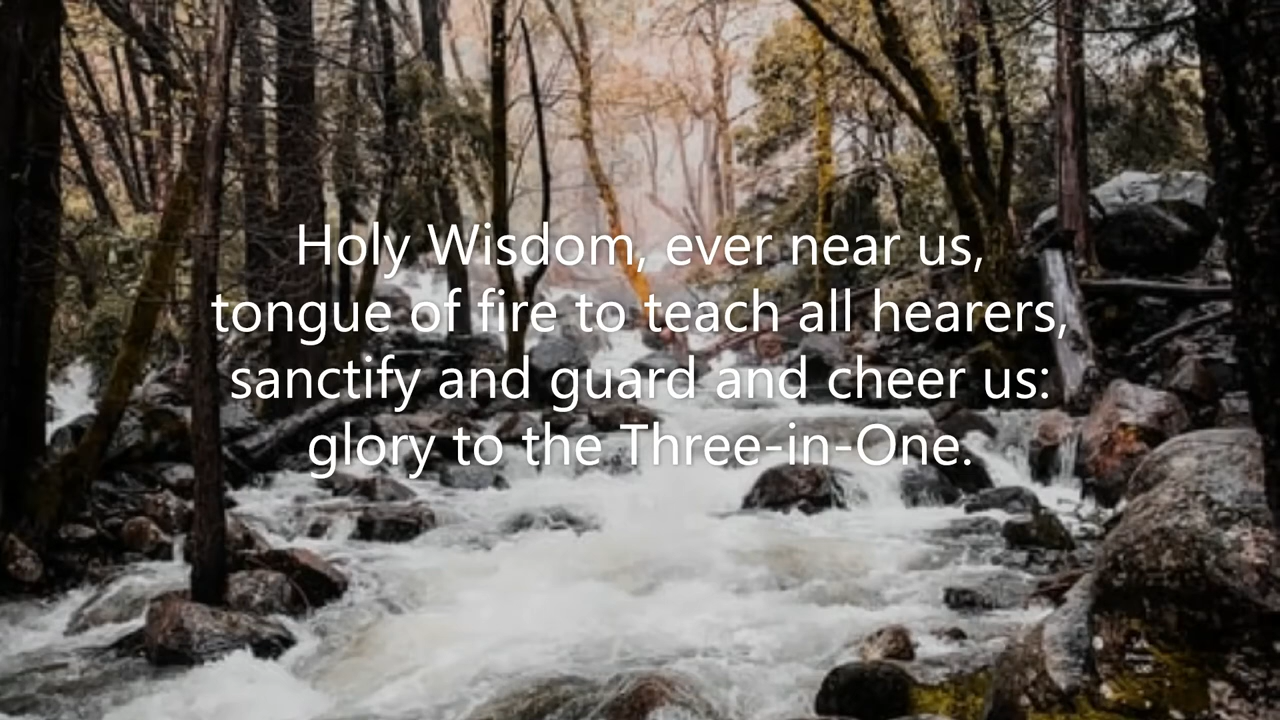 Holy Wisdom, ever near us,
tongue of fire to teach all hearers,
sanctify and guard and cheer us:
glory to the Three-in-One.